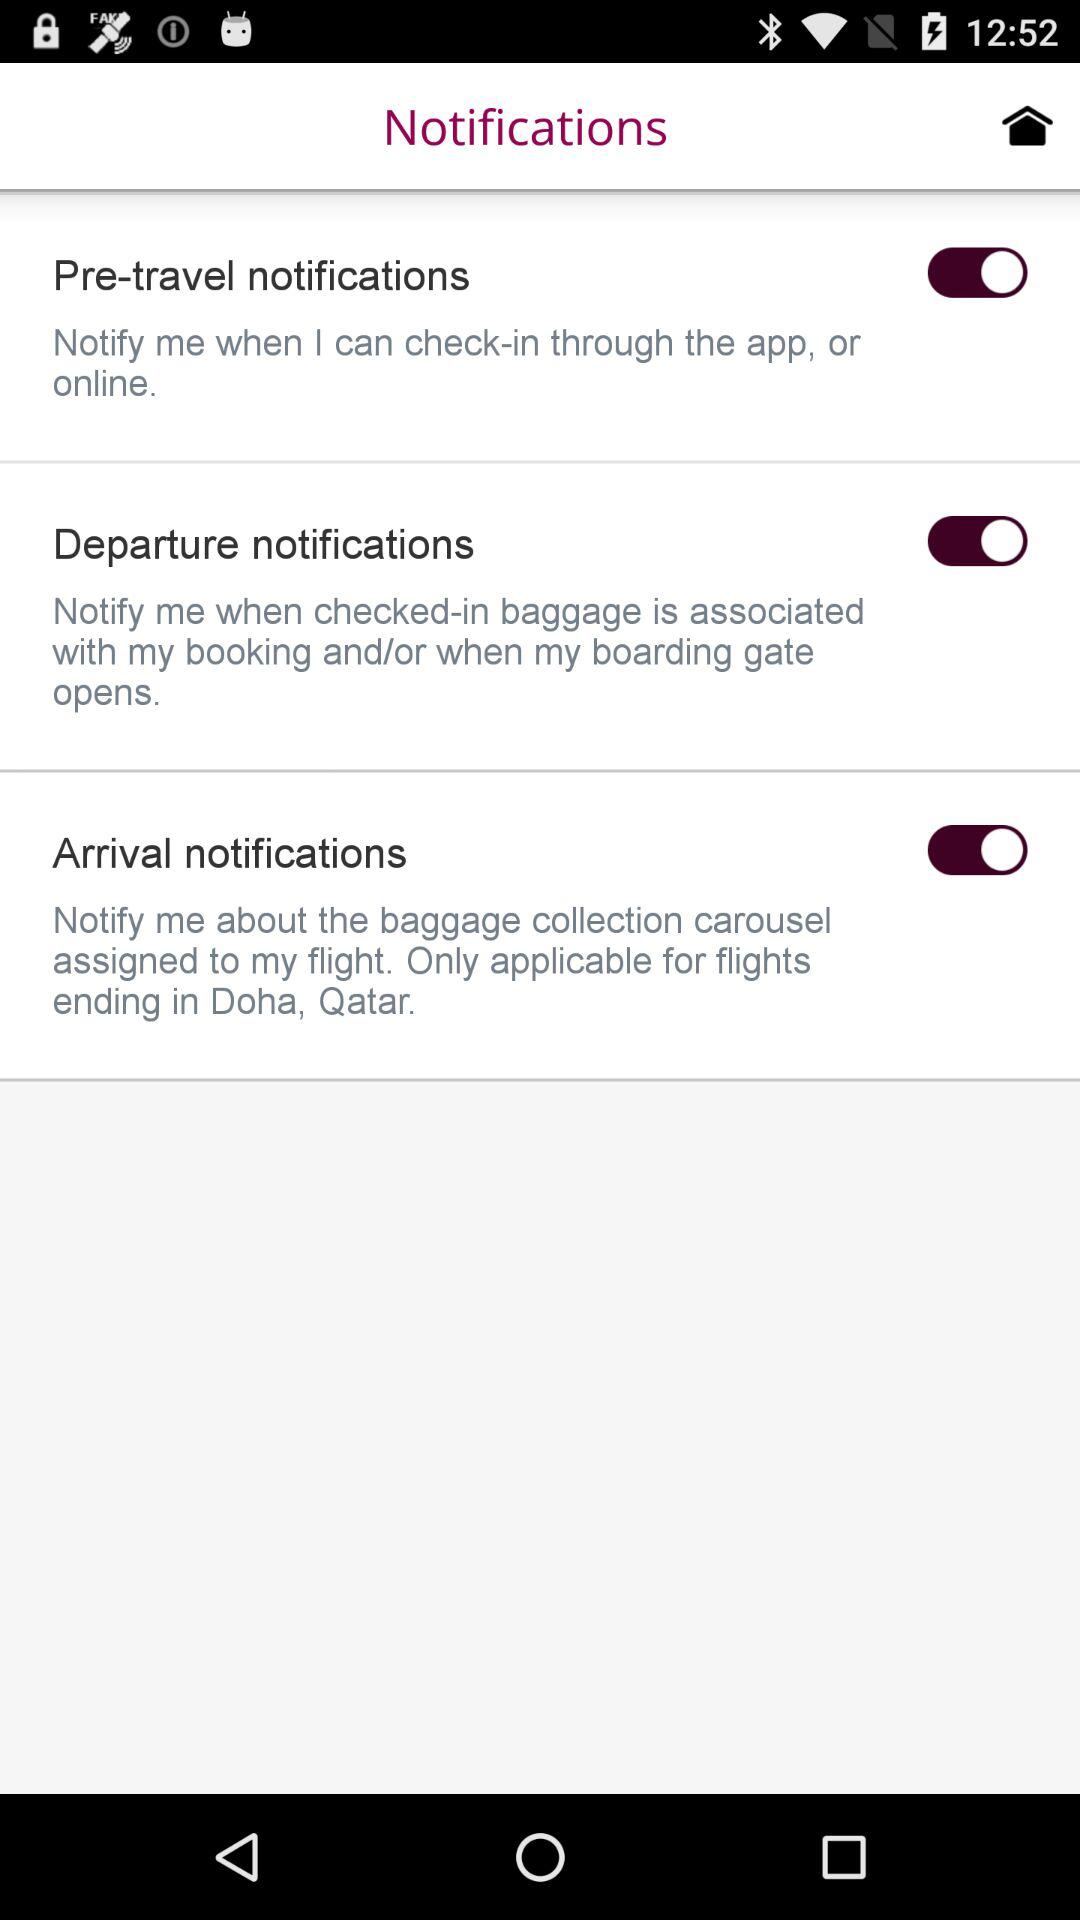 FAKE
12:52
Notifications
Pre-travel notifications
Notify me when I can check-in through the app, or
online.
Departure notifications
Notify me when checked-in baggage is associated
with my booking and/or when my boarding gate
opens.
Arrival notifications
Notify me about the baggage collection carousel
assigned to my flight. Only applicable for flights
ending in Doha, Qatar.